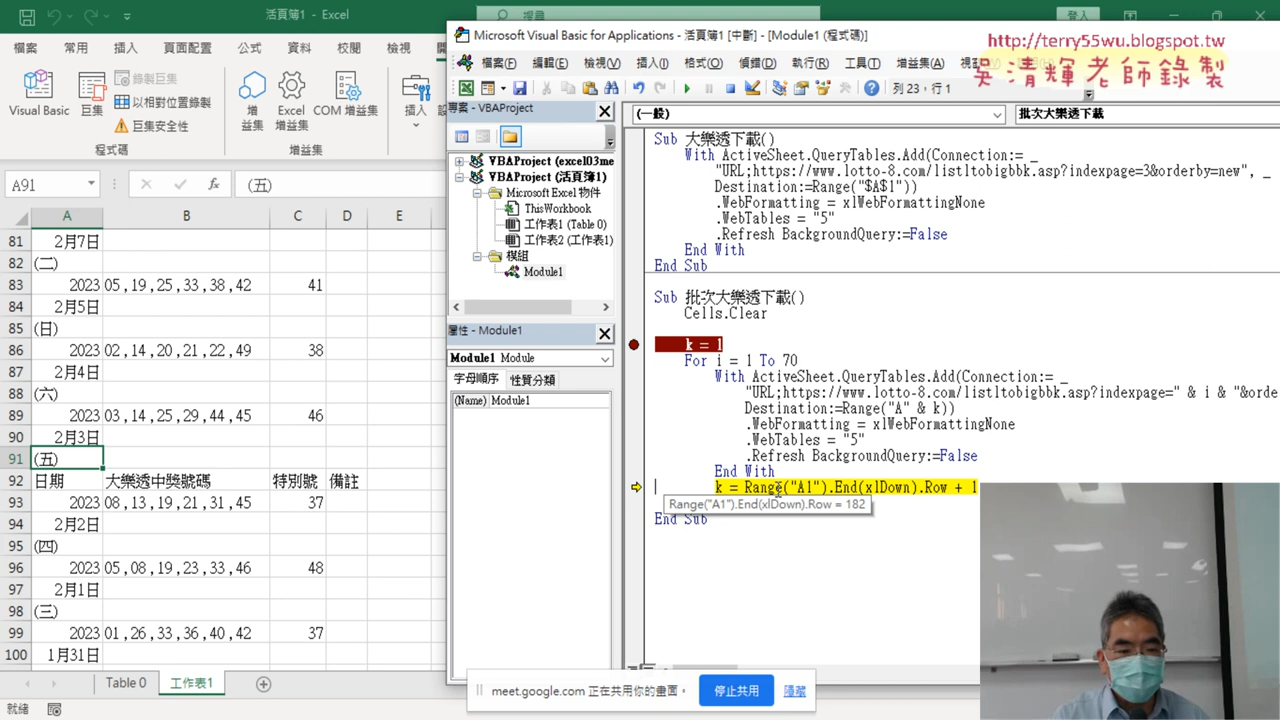 活頁簿1 - Excel
搜尋
登入
檔案 常用 插入 頁面配置 公式 資料 校閱 檢視
Visual Basic
巨集
錄製巨集
以相對位置錄製
巨集安全性
程式碼
增益集
Excel 增益集
COM 增益集
增益集
插入
A91
(五)
A B C D E
81 2月7日
82 (二)
83 2023 05,19,25,33,38,42 41
84 2月5日
85 (日)
86 2023 02,14,20,21,22,49 38
87 2月4日
88 (六)
89 2023 03,14,25,29,44,45 46
90 2月3日
91 (五)
92 日期 大樂透中獎號碼 特別號 備註
93 2023 08,13,19,21,31,45 37
94 2月2日
95 (四)
96 2023 05,08,19,23,33,46 48
97 2月1日
98 (三)
99 2023 01,26,33,36,40,42 37
100 1月31日
Table 0 工作表1
就緒
Microsoft Visual Basic for Applications - 活頁簿1 [中斷] - [Module1 (程式碼)]
http://terry55wu.blogspot.tw
吳清輝老師錄製
檔案(F) 編輯(E) 檢視(V) 插入(I) 格式(O) 偵錯(D) 執行(R) 工具(T) 增益集(A)
列 23，行 1
專案 - VBAProject
VBAProject (excel03me
VBAProject (活頁簿1)
Microsoft Excel 物件
ThisWorkbook
工作表1 (Table 0)
工作表2 (工作表1)
模組
Module1
屬性 - Module1
Module1 Module
字母順序 性質分類
(Name) Module1
(一般) 批次大樂透下載
Sub 大樂透下載()
With ActiveSheet.QueryTables.Add(Connection:= _
"URL;https://www.lotto-8.com/listltobigbbk.asp?indexpage=3&orderby=new", _
Destination:=Range("$A$1"))
.WebFormatting = xlWebFormattingNone
.WebTables = "5"
.Refresh BackgroundQuery:=False
End With
End Sub
Sub 批次大樂透下載()
Cells.Clear
k = 1
For i = 1 To 70
With ActiveSheet.QueryTables.Add(Connection:= _
"URL;https://www.lotto-8.com/listltobigbbk.asp?indexpage=" & i & "&orde
Destination:=Range("A" & k))
.WebFormatting = xlWebFormattingNone
.WebTables = "5"
.Refresh BackgroundQuery:=False
End With
k = Range("A1").End(xlDown).Row + 1
Range("A1").End(xlDown).Row = 182
End Sub
meet.google.com 正在共用你的畫面。 停止共用 隱藏